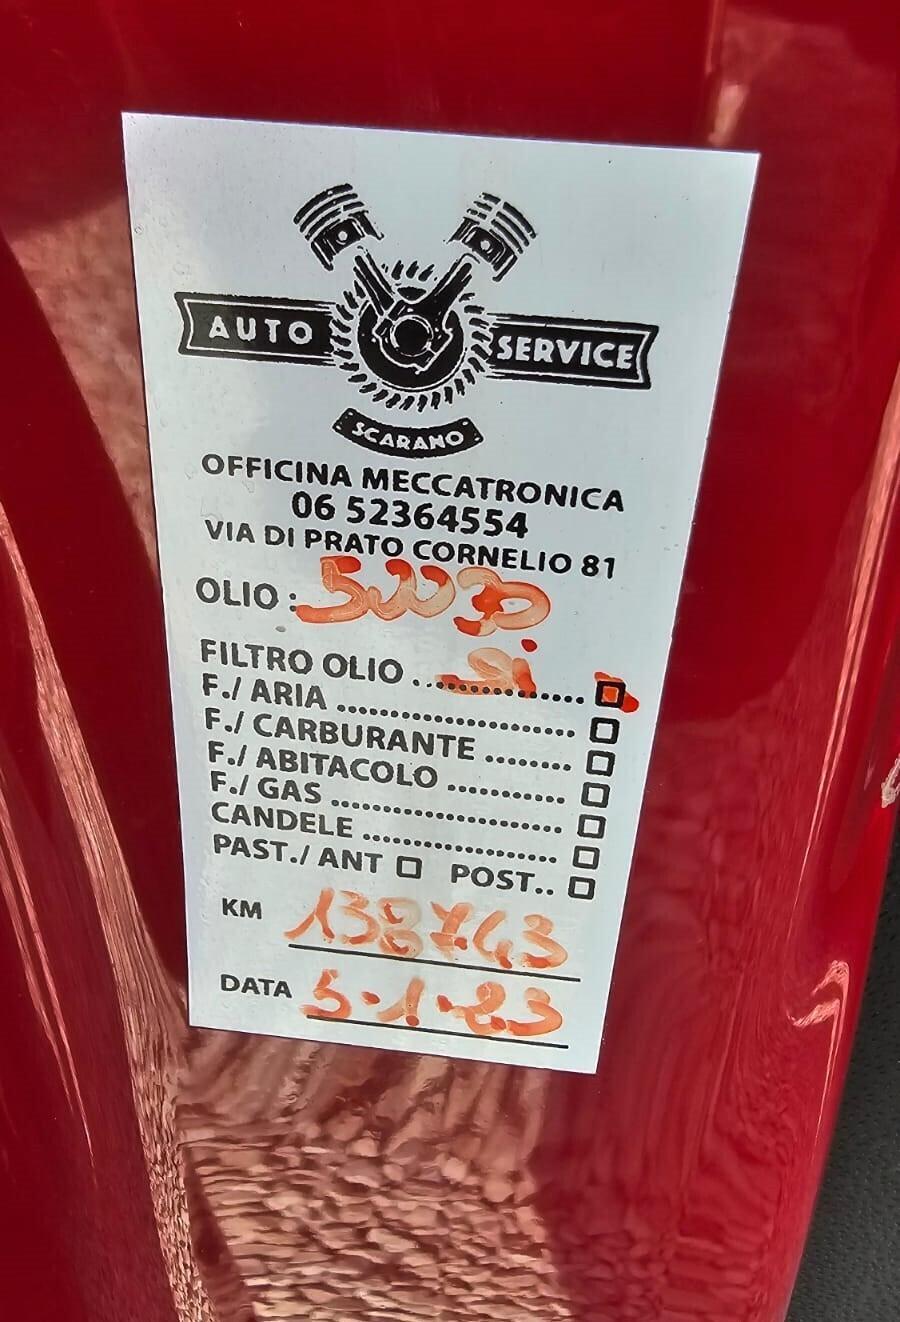 AUTO SERVICE
SCARANO
OFFICINA MECCATRONICA
06 52364554
VIA DI PRATO CORNELIO 81
OLIO : 5W30
FILTRO OLIO .. si ..............
F./ ARIA ........................
F./ CARBURANTE ........
F./ ABITACOLO ...........
F./ GAS ......................
CANDELE ..................
PAST./ ANT POST..
KM 138743
DATA 5.1.23